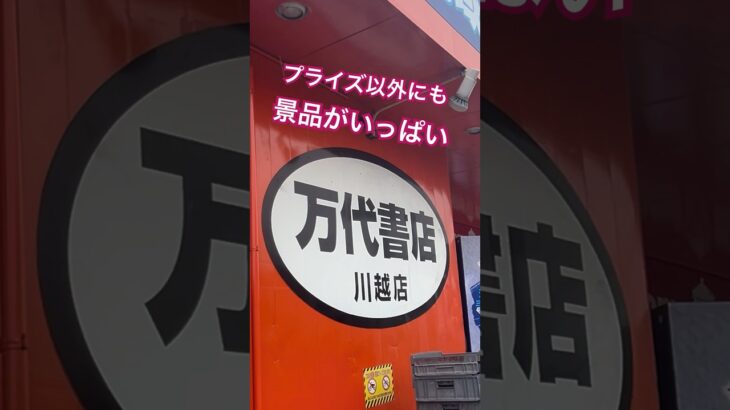 プライズ以外にも
景品がいっぱい
万代書店
川越店